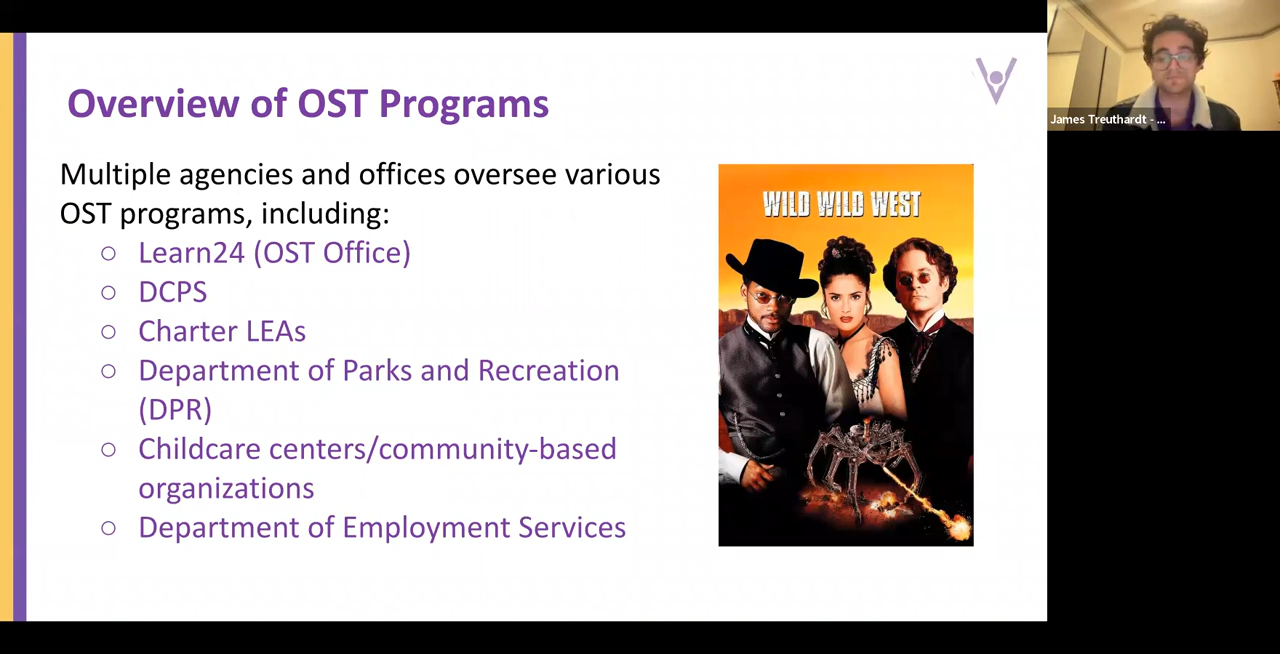 Overview of OST Programs
Multiple agencies and offices oversee various
OST programs, including:
○ Learn24 (OST Office)
○ DCPS
○ Charter LEAs
○ Department of Parks and Recreation
(DPR)
○ Childcare centers/community-based
organizations
○ Department of Employment Services
WILD WILD WEST
James Treuthardt - ...